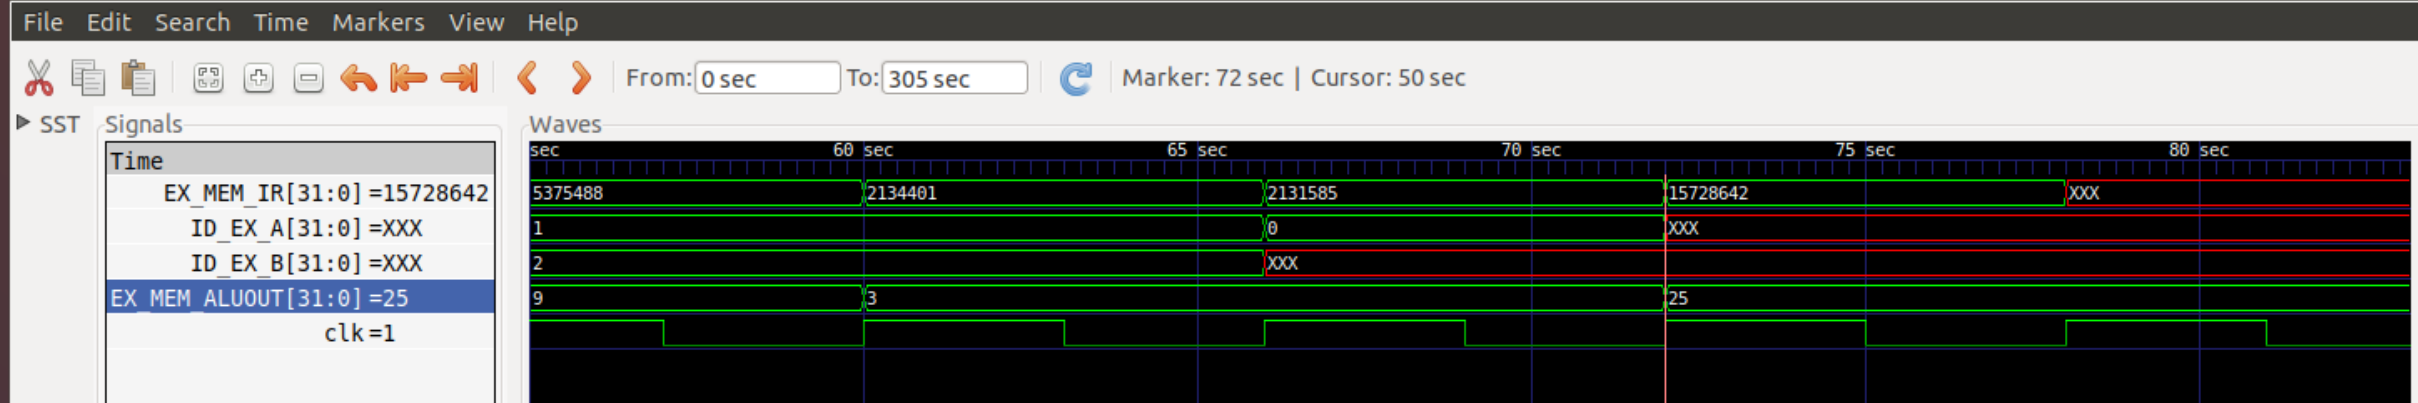 File Edit Search Time Markers View Help
From: 0 sec To: 305 sec Marker: 72 sec | Cursor: 50 sec
SST Signals Waves
Time sec 60 sec 65 sec 70 sec 75 sec 80 sec
EX_MEM_IR[31:0]=15728642 5375488 2134401 2131585 15728642 XXX
ID_EX_A[31:0]=XXX 1 0 XXX
ID_EX_B[31:0]=XXX 2 XXX
EX_MEM_ALUOUT[31:0]=25 9 3 25
clk=1